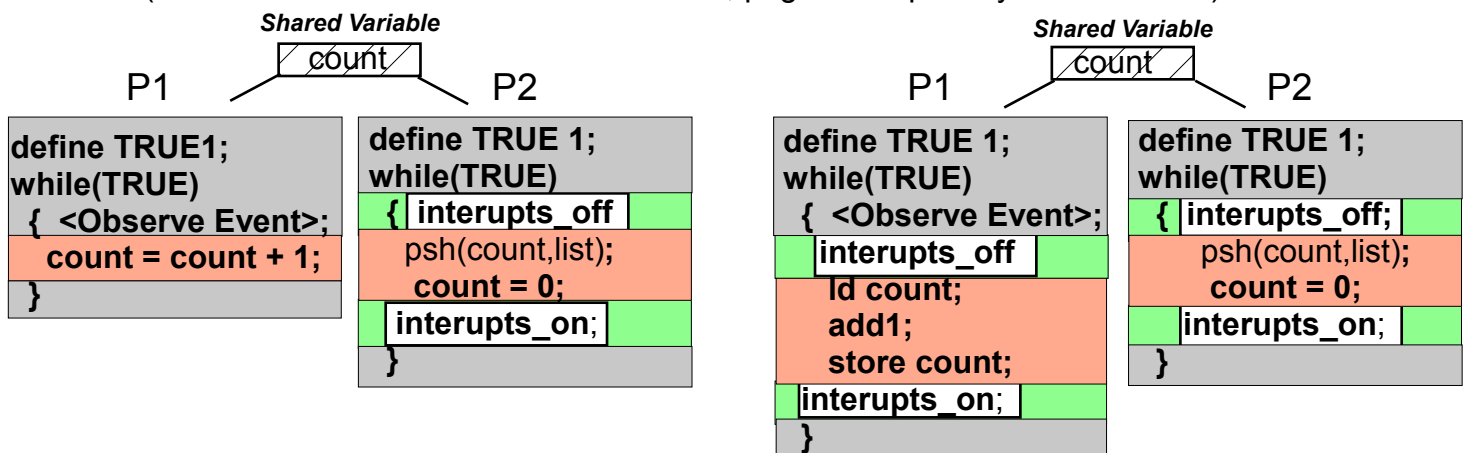 Shared Variable
count
P1
P2
define TRUE1;
while(TRUE)
{ <Observe Event>;
count = count + 1;
}
define TRUE 1;
while(TRUE)
{ interupts_off
psh(count,list);
count = 0;
interupts_on;
}
Shared Variable
count
P1
P2
define TRUE 1;
while(TRUE)
{ <Observe Event>;
interupts_off
ld count;
add1;
store count;
interupts_on;
}
define TRUE 1;
while(TRUE)
{ interupts_off;
psh(count,list);
count = 0;
interupts_on;
}